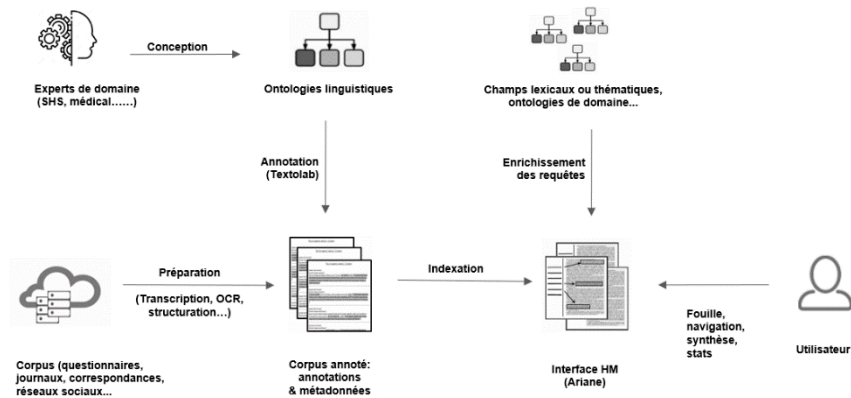 Conception
Experts de domaine
(SHS, médical……)
Ontologies linguistiques
Champs lexicaux ou thématiques,
ontologies de domaine...
Annotation
(Textolab)
Enrichissement
des requêtes
Préparation
(Transcription, OCR,
structuration…)
Indexation
Fouille,
navigation,
synthèse,
stats
Utilisateur
Corpus (questionnaires,
journaux, correspondances,
réseaux sociaux...
Corpus annoté:
annotations
& métadonnées
Interface HM
(Ariane)